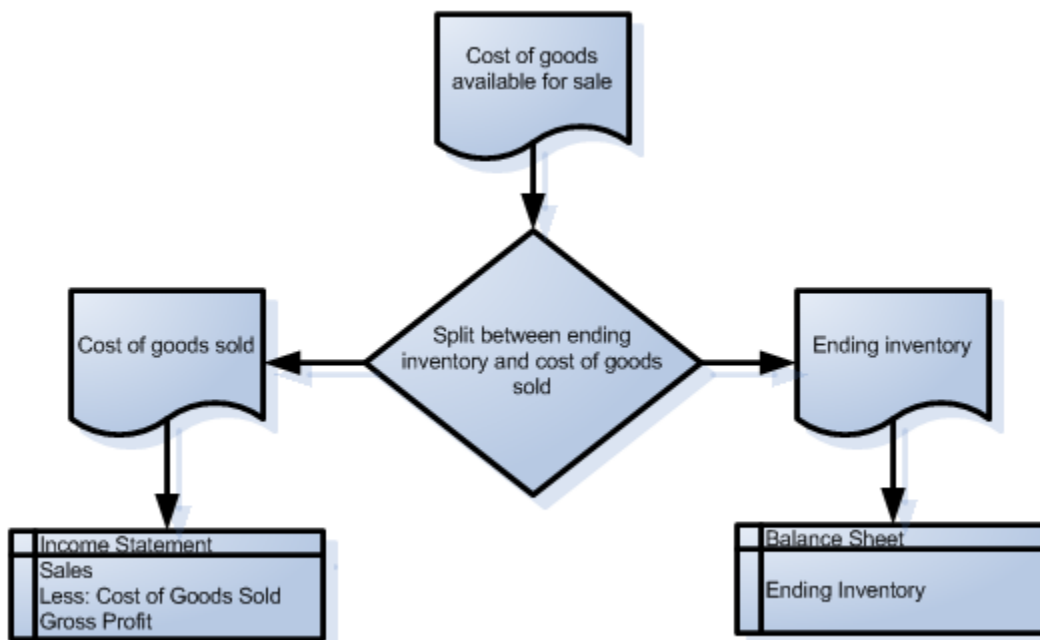 Cost of goods
available for sale
Split between ending
inventory and cost of goods
sold
Cost of goods sold
Ending inventory
Income Statement
Sales
Less: Cost of Goods Sold
Gross Profit
Balance Sheet
Ending Inventory